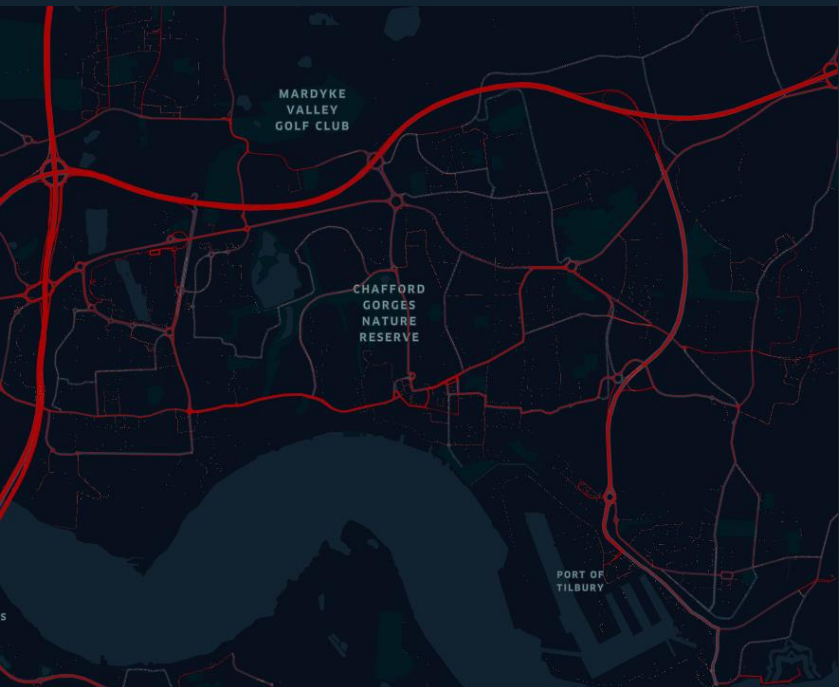 MARDYKE
VALLEY
GOLF CLUB
CHAFFORD
GORGES
NATURE
RESERVE
PORT OF
TILBURY
S